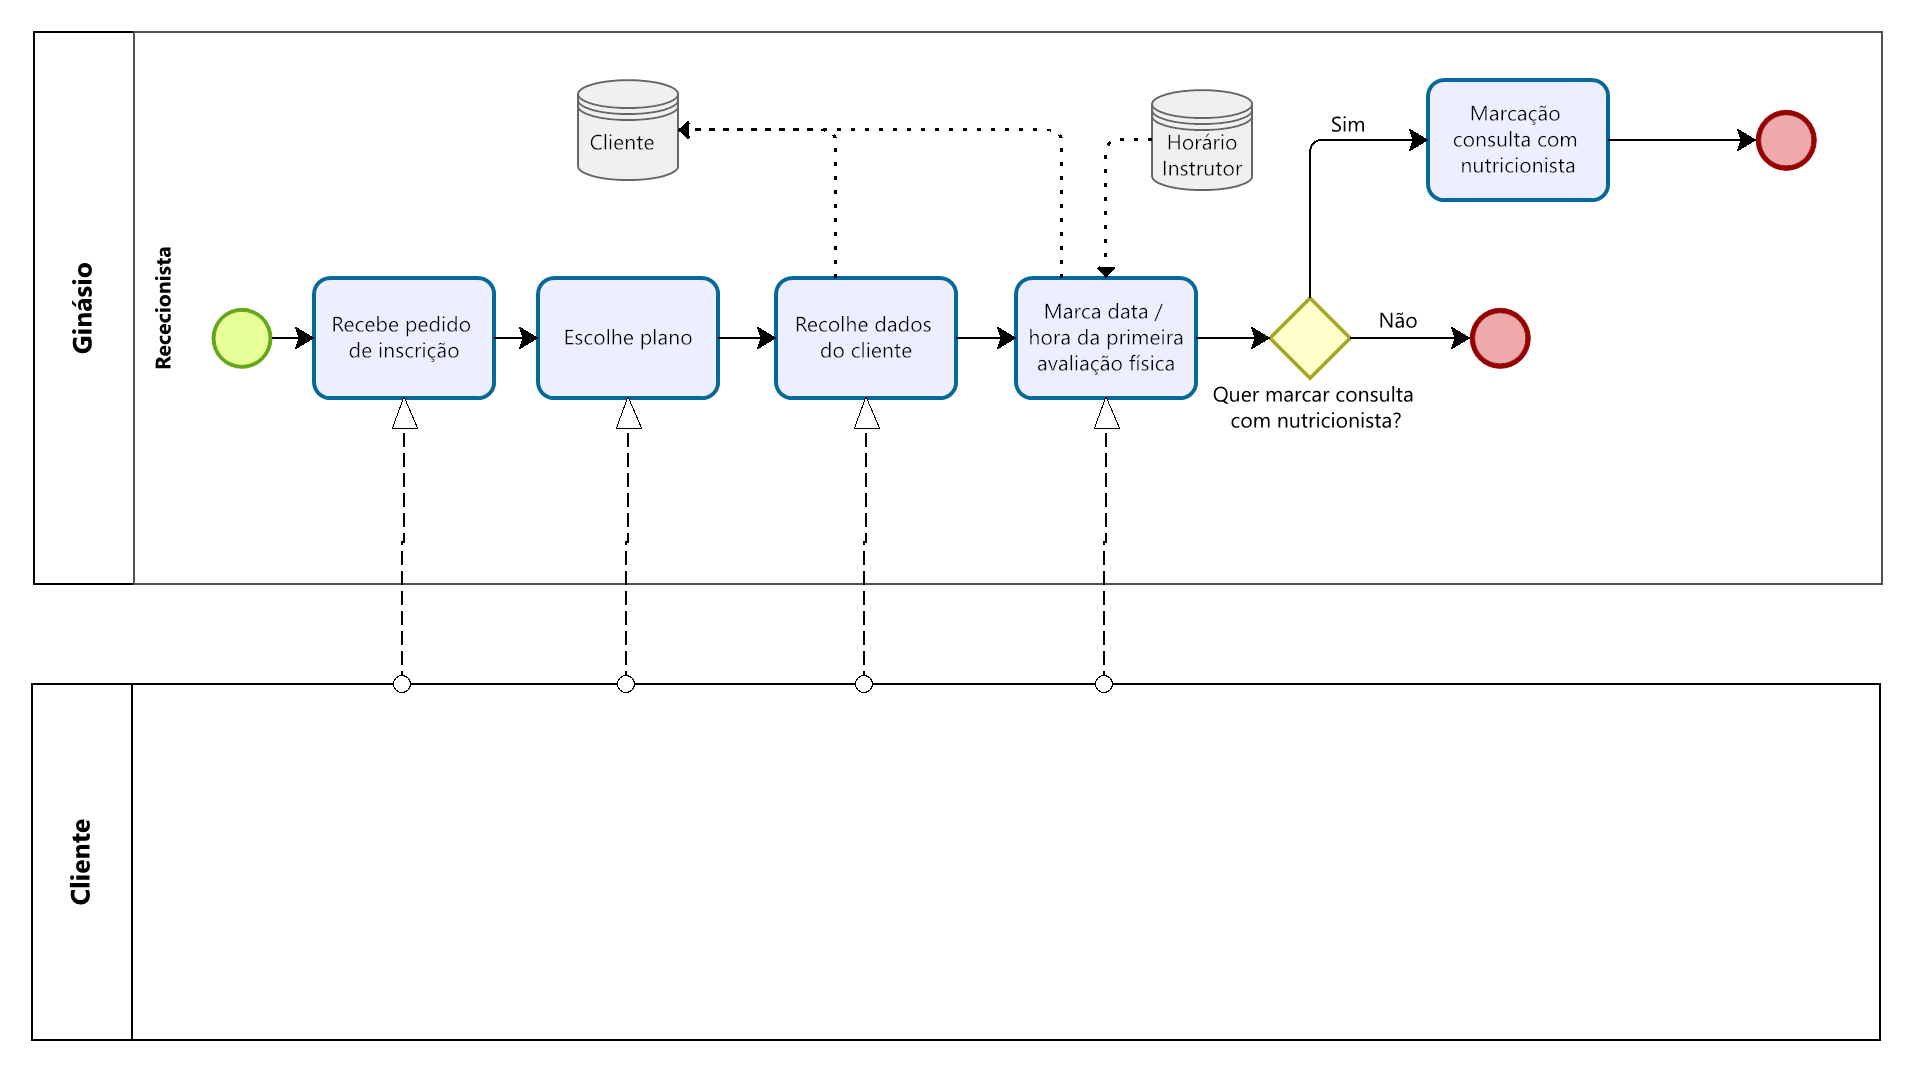 Ginásio
Rececionista
Cliente
Horário
Instrutor
Sim
Marcação
consulta com
nutricionista
Recebe pedido
de inscrição
Escolhe plano
Recolhe dados
do cliente
Marca data /
hora da primeira
avaliação física
Não
Quer marcar consulta
com nutricionista?
Cliente